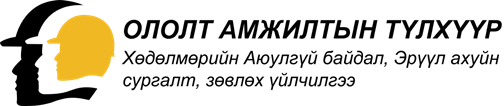 ОЛОЛТ АМЖИЛТЫН ТҮЛХҮҮР
Хөдөлмөрийн Аюулгүй байдал, Эрүүл ахуйн
сургалт, зөвлөх үйлчилгээ